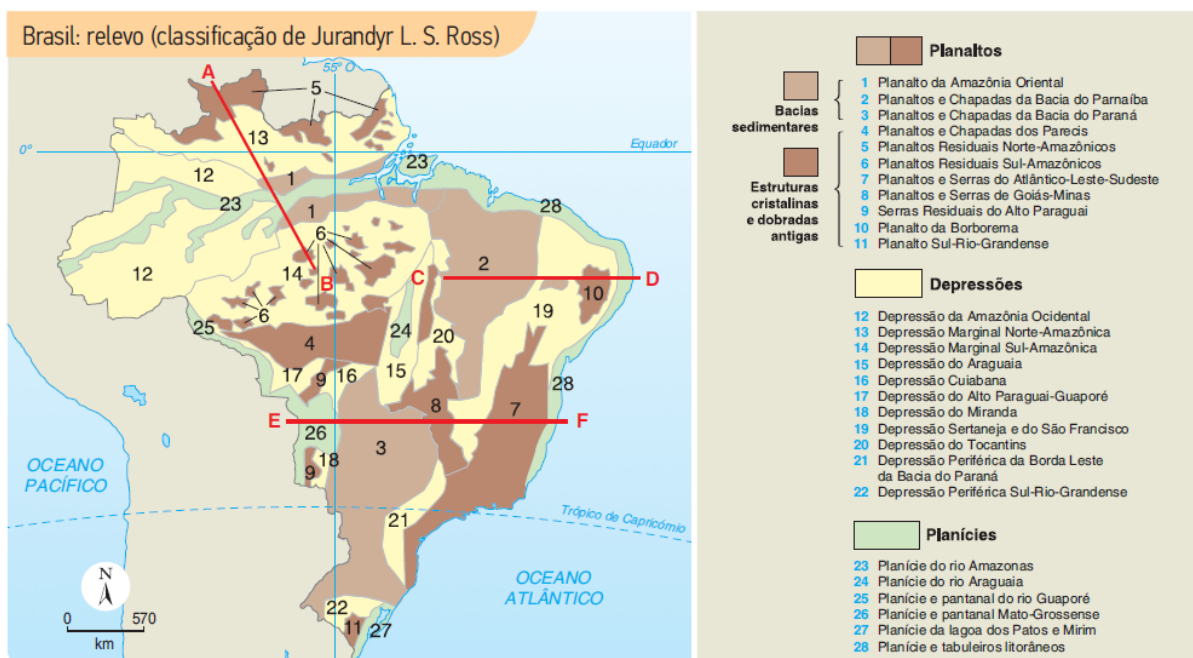 Brasil: relevo (classificação de Jurandyr L. S. Ross)
A
55° O
5
13
0°
Equador
23
12
1
28
23
1
6
12
14
B
C
2
D
10
6
19
25
24
20
4
17
9
16
15
28
8
7
E
F
26
3
18
9
OCEANO
PACÍFICO
21
Trópico de Capricórnio
N
0 570
km
22
11
27
OCEANO
ATLÂNTICO
Bacias
sedimentares
Estruturas
cristalinas
e dobradas
antigas
Planaltos
1 Planalto da Amazônia Oriental
2 Planaltos e Chapadas da Bacia do Parnaíba
3 Planaltos e Chapadas da Bacia do Paraná
4 Planaltos e Chapadas dos Parecis
5 Planaltos Residuais Norte-Amazônicos
6 Planaltos Residuais Sul-Amazônicos
7 Planaltos e Serras do Atlântico-Leste-Sudeste
8 Planaltos e Serras de Goiás-Minas
9 Serras Residuais do Alto Paraguai
10 Planalto da Borborema
11 Planalto Sul-Rio-Grandense
Depressões
12 Depressão da Amazônia Ocidental
13 Depressão Marginal Norte-Amazônica
14 Depressão Marginal Sul-Amazônica
15 Depressão do Araguaia
16 Depressão Cuiabana
17 Depressão do Alto Paraguai-Guaporé
18 Depressão do Miranda
19 Depressão Sertaneja e do São Francisco
20 Depressão do Tocantins
21 Depressão Periférica da Borda Leste
da Bacia do Paraná
22 Depressão Periférica Sul-Rio-Grandense
Planícies
23 Planície do rio Amazonas
24 Planície do rio Araguaia
25 Planície e pantanal do rio Guaporé
26 Planície e pantanal Mato-Grossense
27 Planície da lagoa dos Patos e Mirim
28 Planície e tabuleiros litorâneos